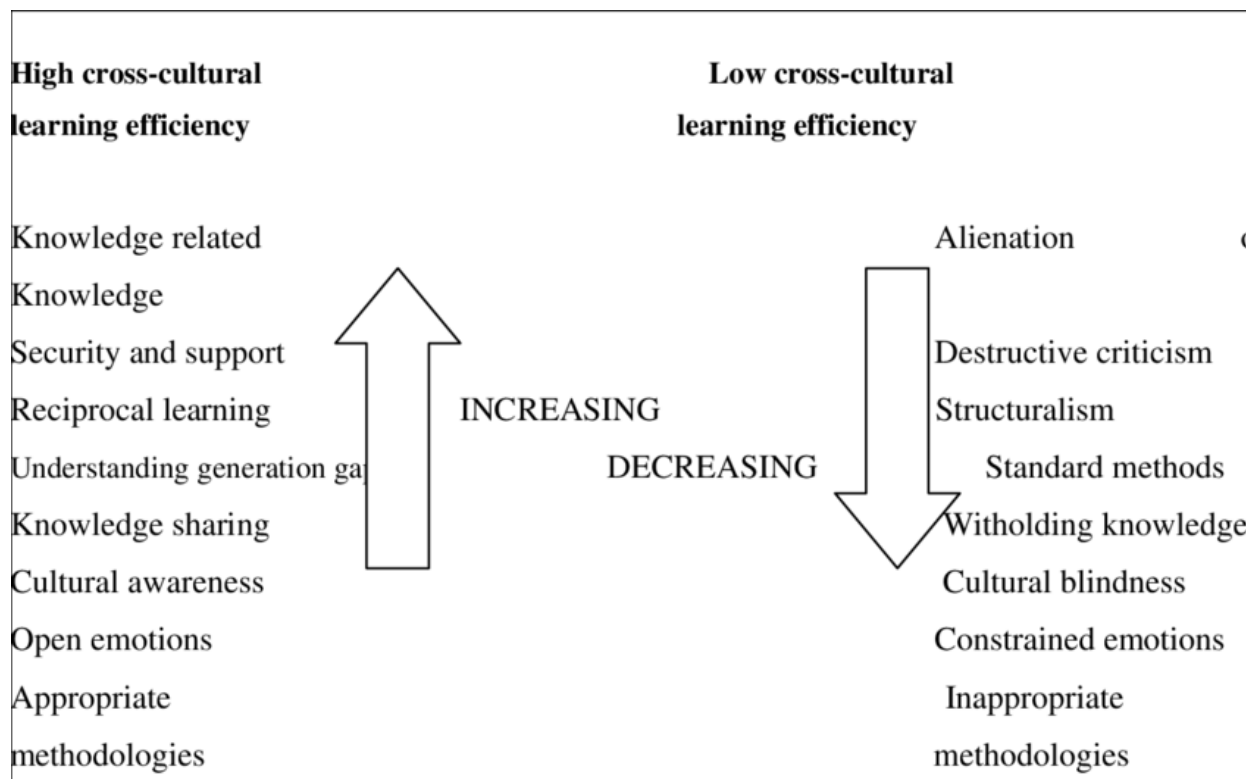 High cross-cultural Low cross-cultural
learning efficiency learning efficiency
Knowledge related Alienation
Knowledge
Security and support Destructive criticism
Reciprocal learning INCREASING Structuralism
Understanding generation DECREASING Standard methods
Knowledge sharing Witholding knowledge
Cultural awareness Cultural blindness
Open emotions Constrained emotions
Appropriate Inappropriate
methodologies methodologies